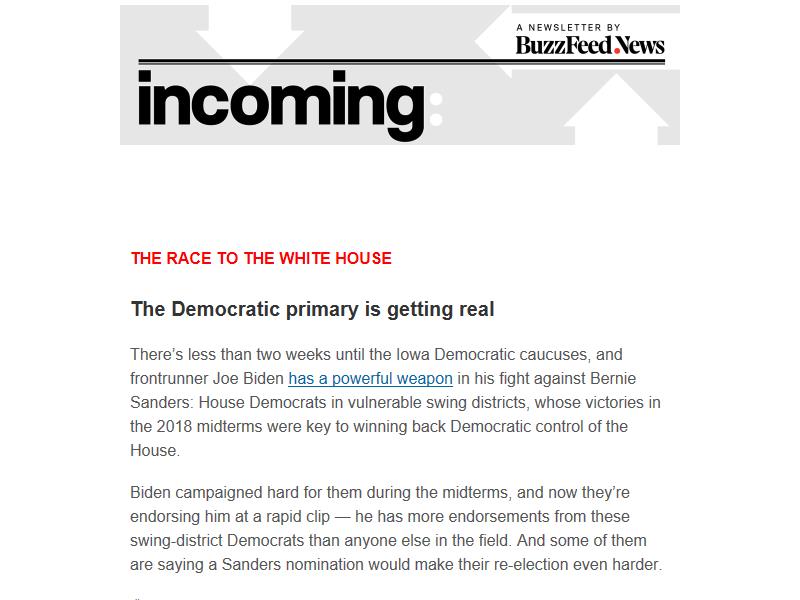 A NEWSLETTER BY
BuzzFeed.News
incoming:
THE RACE TO THE WHITE HOUSE
The Democratic primary is getting real
There’s less than two weeks until the Iowa Democratic caucuses, and
frontrunner Joe Biden has a powerful weapon in his fight against Bernie
Sanders: House Democrats in vulnerable swing districts, whose victories in
the 2018 midterms were key to winning back Democratic control of the
House.
Biden campaigned hard for them during the midterms, and now they’re
endorsing him at a rapid clip — he has more endorsements from these
swing-district Democrats than anyone else in the field. And some of them
are saying a Sanders nomination would make their re-election even harder.